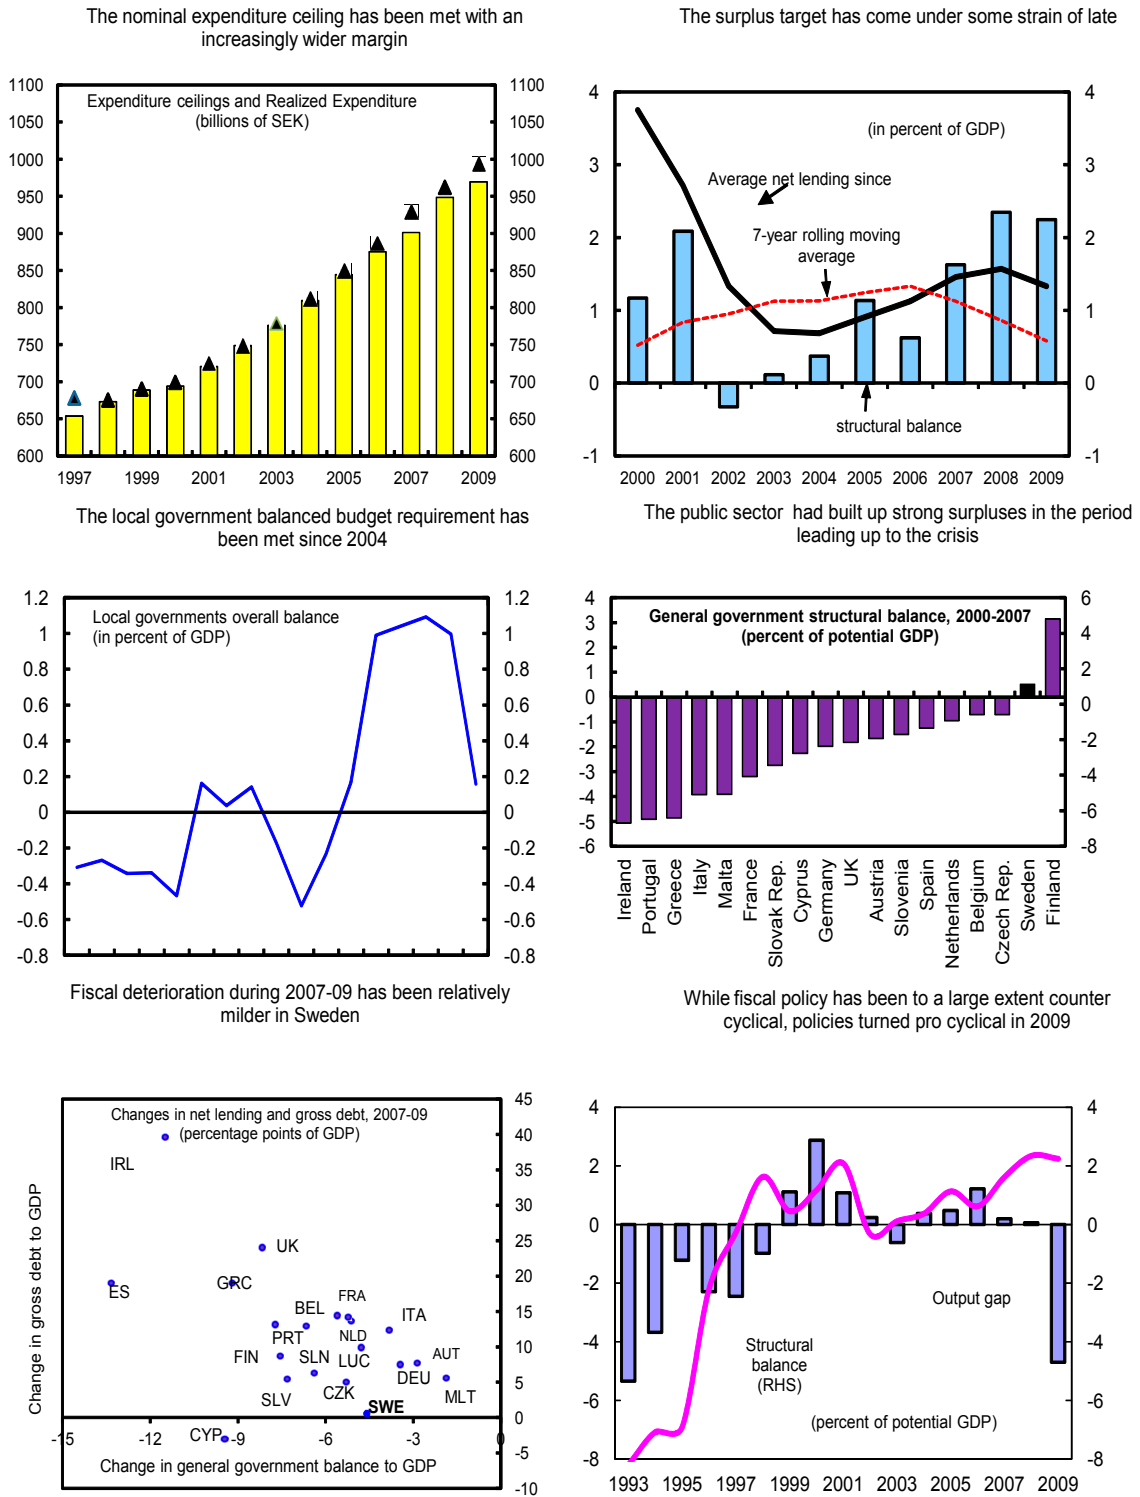 The nominal expenditure ceiling has been met with an
increasingly wider margin
1100
1050
1000
950
900
850
800
750
700
650
600
Expenditure ceilings and Realized Expenditure
(billions of SEK)
1100
1050
1000
950
900
850
800
750
700
650
600
1997 1999 2001 2003 2005 2007 2009
The surplus target has come under some strain of late
4
3
2
1
0
-1
(in percent of GDP)
Average net lending since
7-year rolling moving
average
structural balance
4
3
2
1
0
-1
2000 2001 2002 2003 2004 2005 2006 2007 2008 2009
The local government balanced budget requirement has
been met since 2004
1.2
1
0.8
0.6
0.4
0.2
0
-0.2
-0.4
-0.6
-0.8
Local governments overall balance
(in percent of GDP)
1.2
1
0.8
0.6
0.4
0.2
0
-0.2
-0.4
-0.6
-0.8
The public sector had built up strong surpluses in the period
leading up to the crisis
4
3
2
1
0
-1
-2
-3
-4
-5
-6
General government structural balance, 2000-2007
(percent of potential GDP)
6
4
2
0
-2
-4
-6
-8
Ireland
Portugal
Greece
Italy
Malta
France
Slovak Rep.
Cyprus
Germany
UK
Austria
Slovenia
Spain
Netherlands
Belgium
Czech Rep.
Sweden
Finland
Fiscal deterioration during 2007-09 has been relatively
milder in Sweden
Change in gross debt to GDP
Changes in net lending and gross debt, 2007-09
(percentage points of GDP)
45
40
35
30
25
20
15
10
5
0
-5
-10
IRL
UK
ES
GRC
BEL
FRA
ITA
PRT
NLD
FIN
SLN
LUC
AUT
DEU
SLV
CZK
SWE
MLT
CYP
-15 -12 -9 -6 -3 0
Change in general government balance to GDP
While fiscal policy has been to a large extent counter
cyclical, policies turned pro cyclical in 2009
4
2
0
-2
-4
-6
-8
Output gap
Structural
balance
(RHS)
(percent of potential GDP)
4
2
0
-2
-4
-6
-8
1993 1995 1997 1999 2001 2003 2005 2007 2009